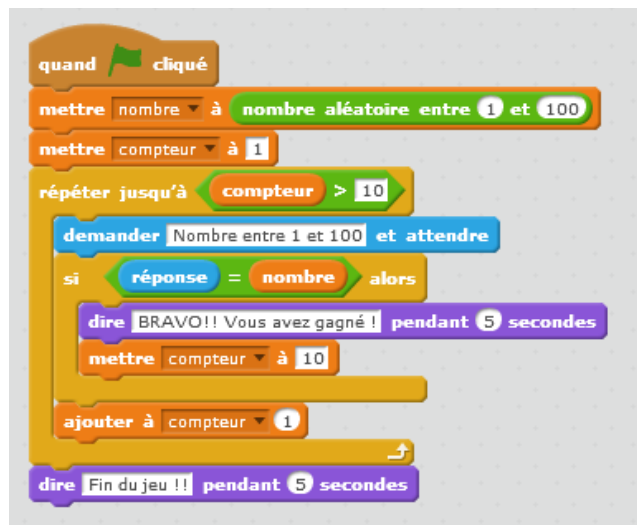 quand cliqué
mettre nombre à nombre aléatoire entre 1 et 100
mettre compteur à 1
répéter jusqu'à compteur > 10
demander Nombre entre 1 et 100 et attendre
si réponse = nombre alors
dire BRAVO!! Vous avez gagné ! pendant 5 secondes
mettre compteur à 10
ajouter à compteur 1
dire Fin du jeu !! pendant 5 secondes